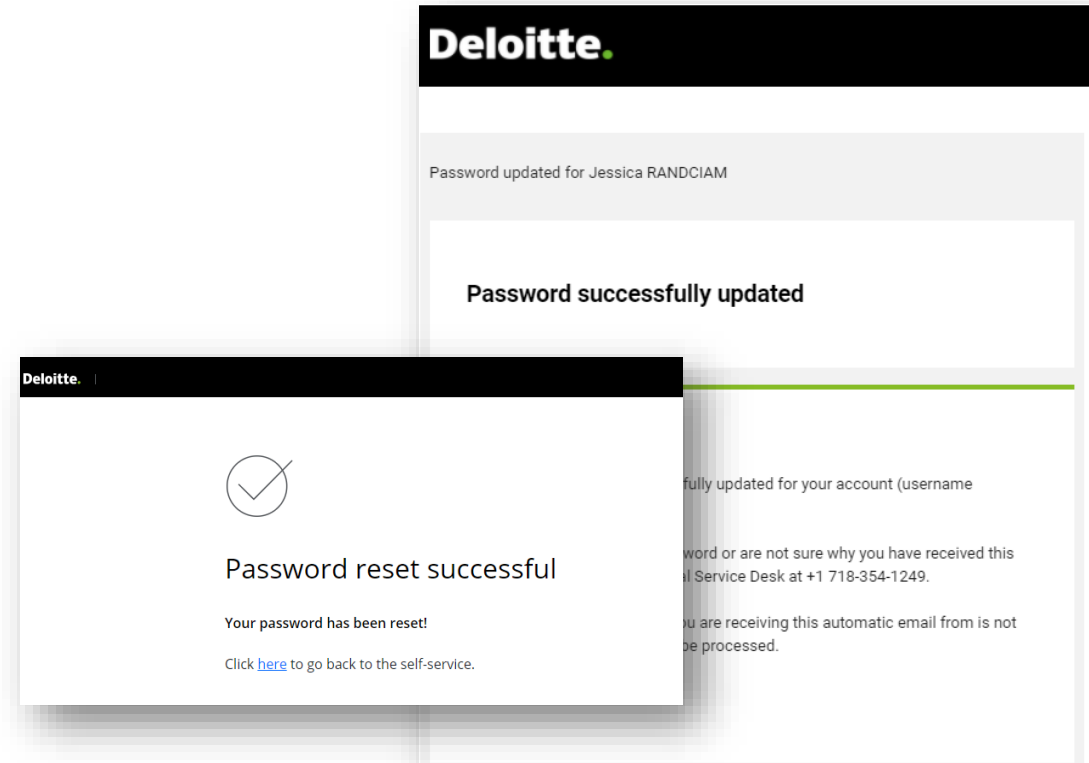 Deloitte.
Password updated for Jessica RANDCIAM
Password successfully updated
fully updated for your account (username
word or are not sure why you have received this
l Service Desk at +1 718-354-1249.
ou are receiving this automatic email from is not
be processed.
Deloitte. |
Password reset successful
Your password has been reset!
Click here to go back to the self-service.